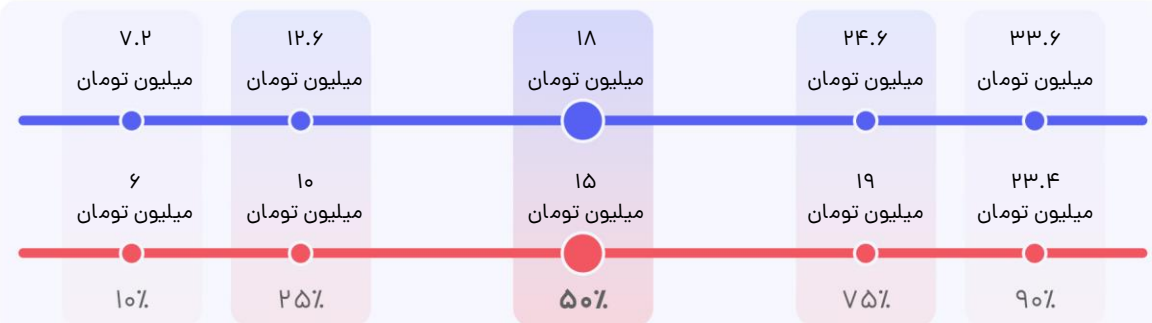 ۷.۲
میلیون تومان
۱۲.۶
میلیون تومان
۱۸
میلیون تومان
۲۴.۶
میلیون تومان
۳۳.۶
میلیون تومان
۶
میلیون تومان
۱۰
میلیون تومان
۱۵
میلیون تومان
۱۹
میلیون تومان
۲۳.۴
میلیون تومان
۱۰٪
۲۵٪
۵۰٪
۷۵٪
۹۰٪